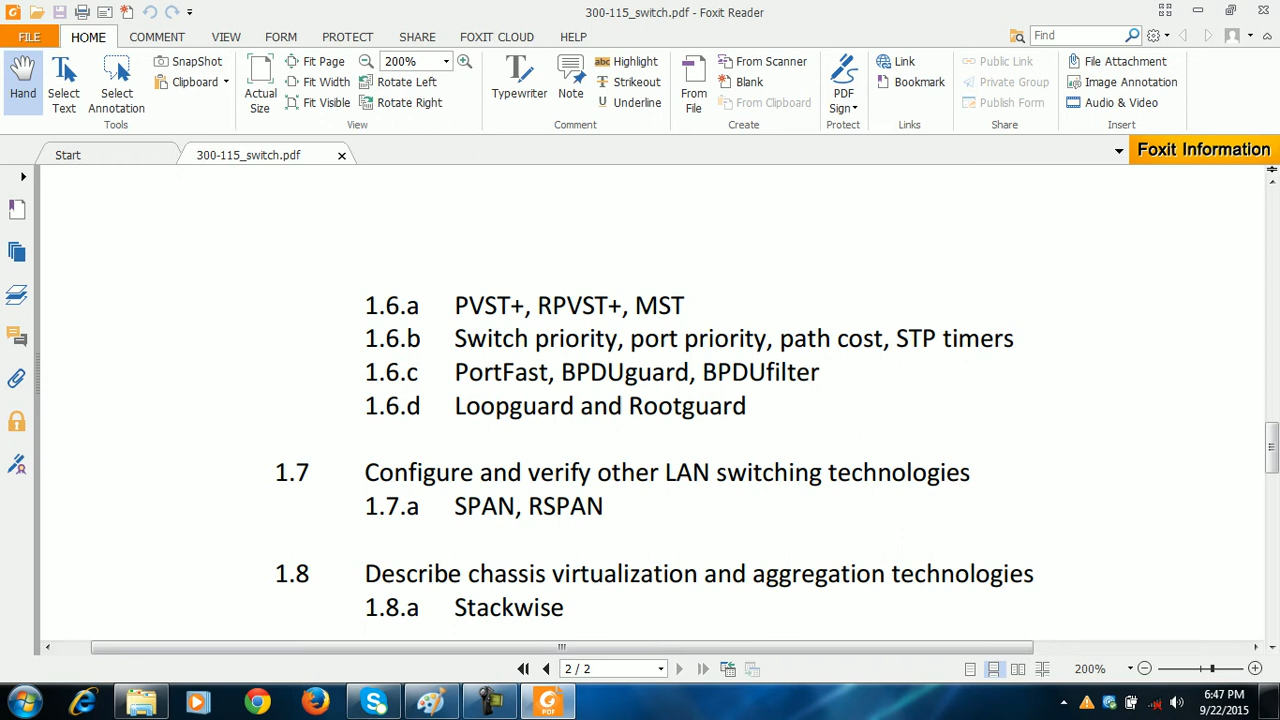 300-115_switch.pdf - Foxit Reader
FILE HOME COMMENT VIEW FORM PROTECT SHARE FOXIT CLOUD HELP Find
Hand
Select Text
Select Annotation
SnapShot
Clipboard
Tools
Actual Size
Fit Page
Fit Width
Fit Visible
200%
Rotate Left
Rotate Right
View
Typewriter
Note
abc Highlight
T Strikeout
U Underline
Comment
From File
From Scanner
Blank
From Clipboard
Create
PDF Sign
Protect
Link
Bookmark
Links
Public Link
Private Group
Publish Form
Share
File Attachment
Image Annotation
Audio & Video
Insert
Start 300-115_switch.pdf Foxit Information
1.6.a PVST+, RPVST+, MST
1.6.b Switch priority, port priority, path cost, STP timers
1.6.c PortFast, BPDUguard, BPDUfilter
1.6.d Loopguard and Rootguard
1.7 Configure and verify other LAN switching technologies
1.7.a SPAN, RSPAN
1.8 Describe chassis virtualization and aggregation technologies
1.8.a Stackwise
2 / 2 200%
PDF
6:47 PM
9/22/2015